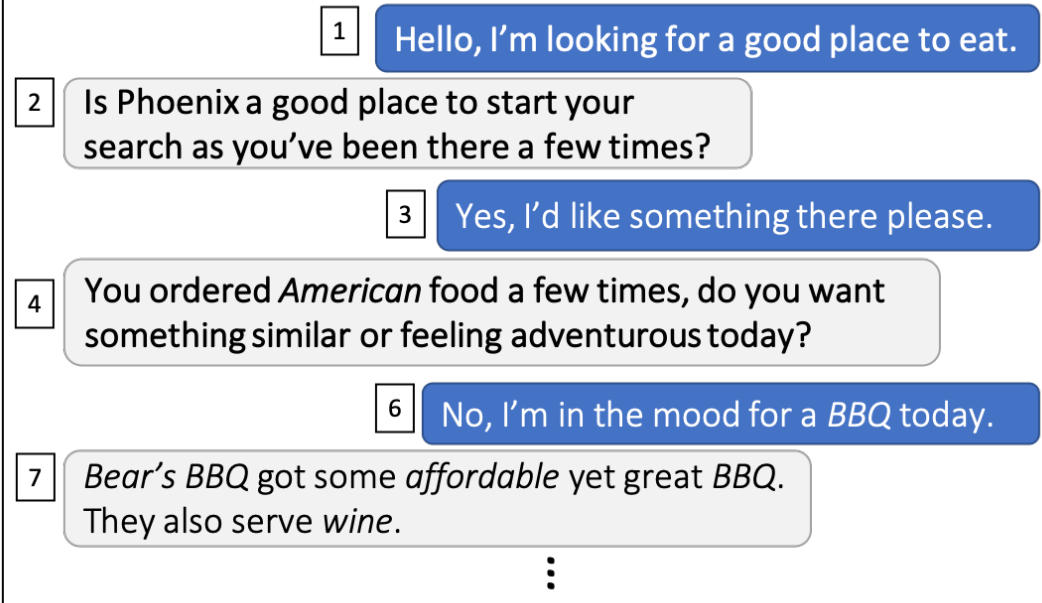 1
Hello, I'm looking for a good place to eat.
2
Is Phoenix a good place to start your
search as you've been there a few times?
3
Yes, I'd like something there please.
4
You ordered American food a few times, do you want
something similar or feeling adventurous today?
6
No, I'm in the mood for a BBQ today.
7
Bear's BBQ got some affordable yet great BBQ.
They also serve wine.